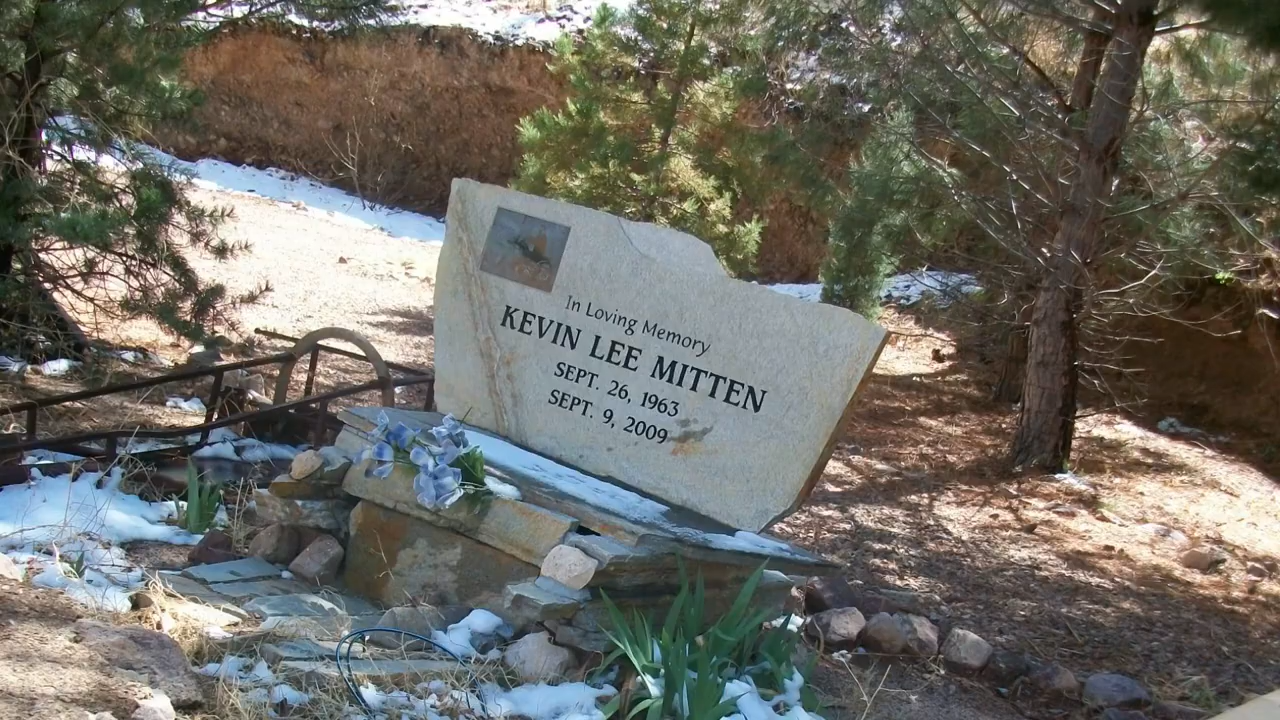 In Loving Memory
KEVIN LEE MITTEN
SEPT. 26, 1963
SEPT. 9, 2009